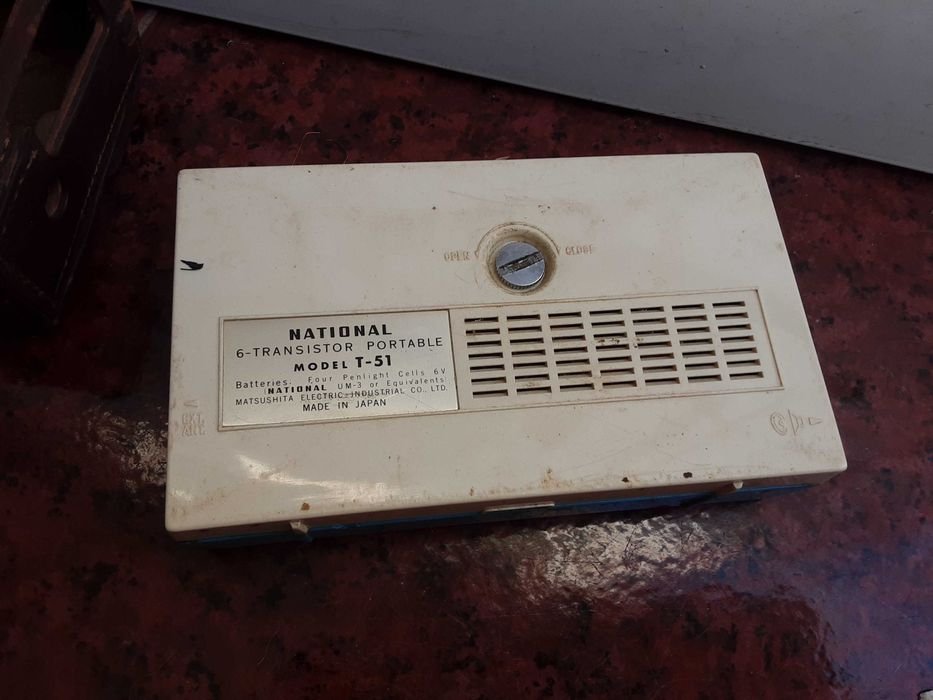 OPEN CLOSE
NATIONAL
6-TRANSISTOR PORTABLE
MODEL T-51
Batteries: Four Penlight Cells 6V
NATIONAL UM-3 or Equivalents
MATSUSHITA ELECTRIC INDUSTRIAL CO., LTD.
MADE IN JAPAN
EXT.
ANT.